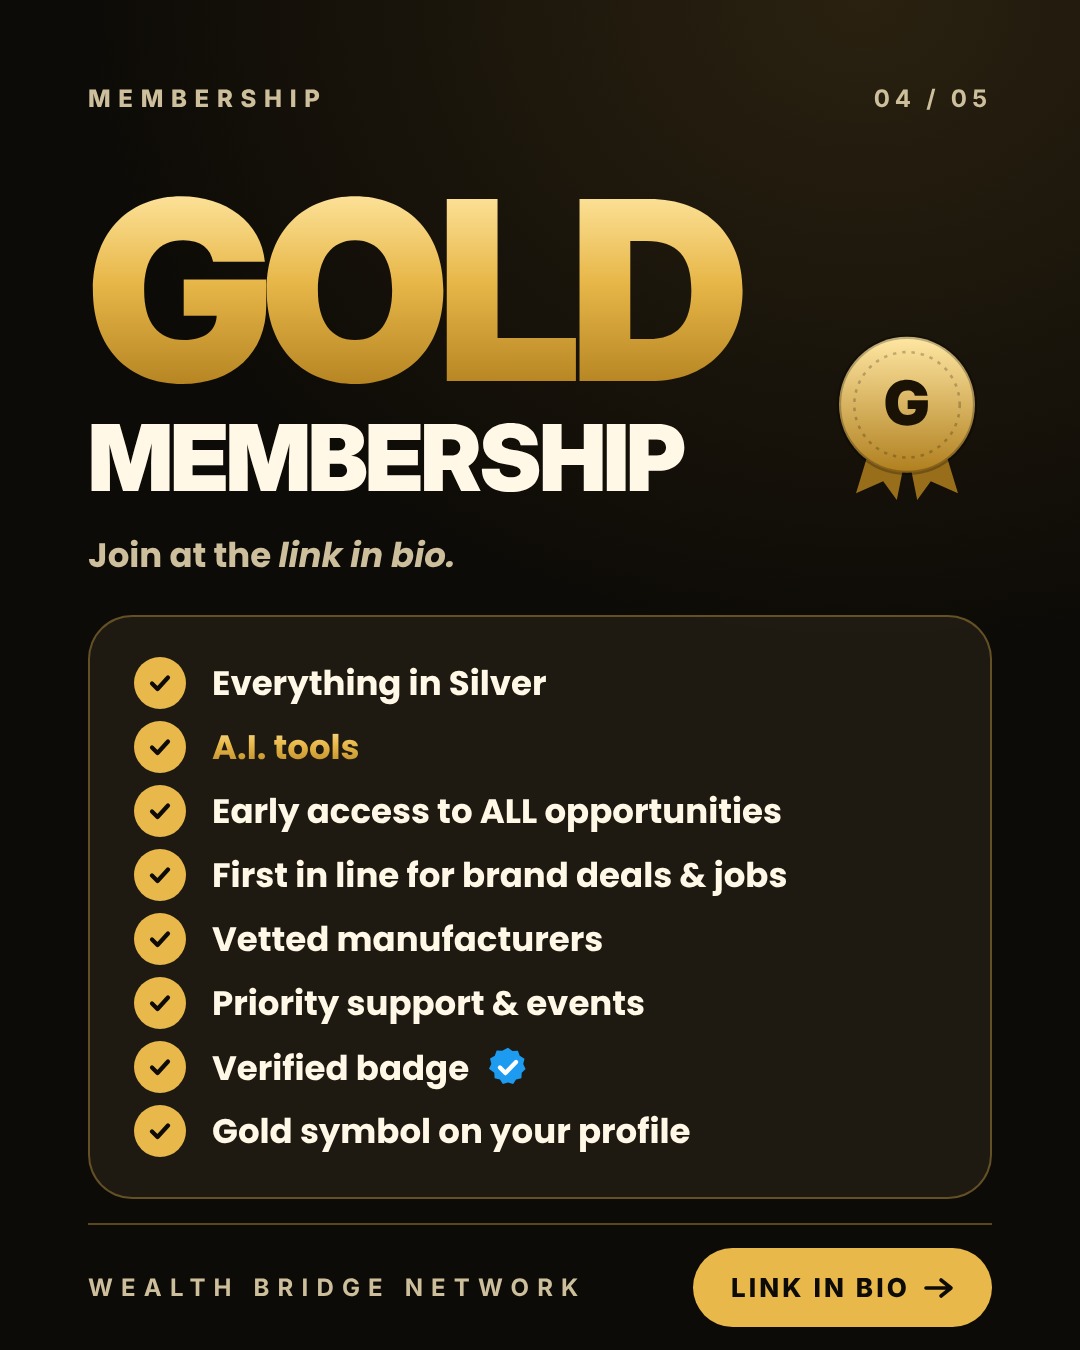 MEMBERSHIP
04 / 05
GOLD
MEMBERSHIP
G
Join at the link in bio.
Everything in Silver
A.I. tools
Early access to ALL opportunities
First in line for brand deals & jobs
Vetted manufacturers
Priority support & events
Verified badge
Gold symbol on your profile
WEALTH BRIDGE NETWORK
LINK IN BIO →